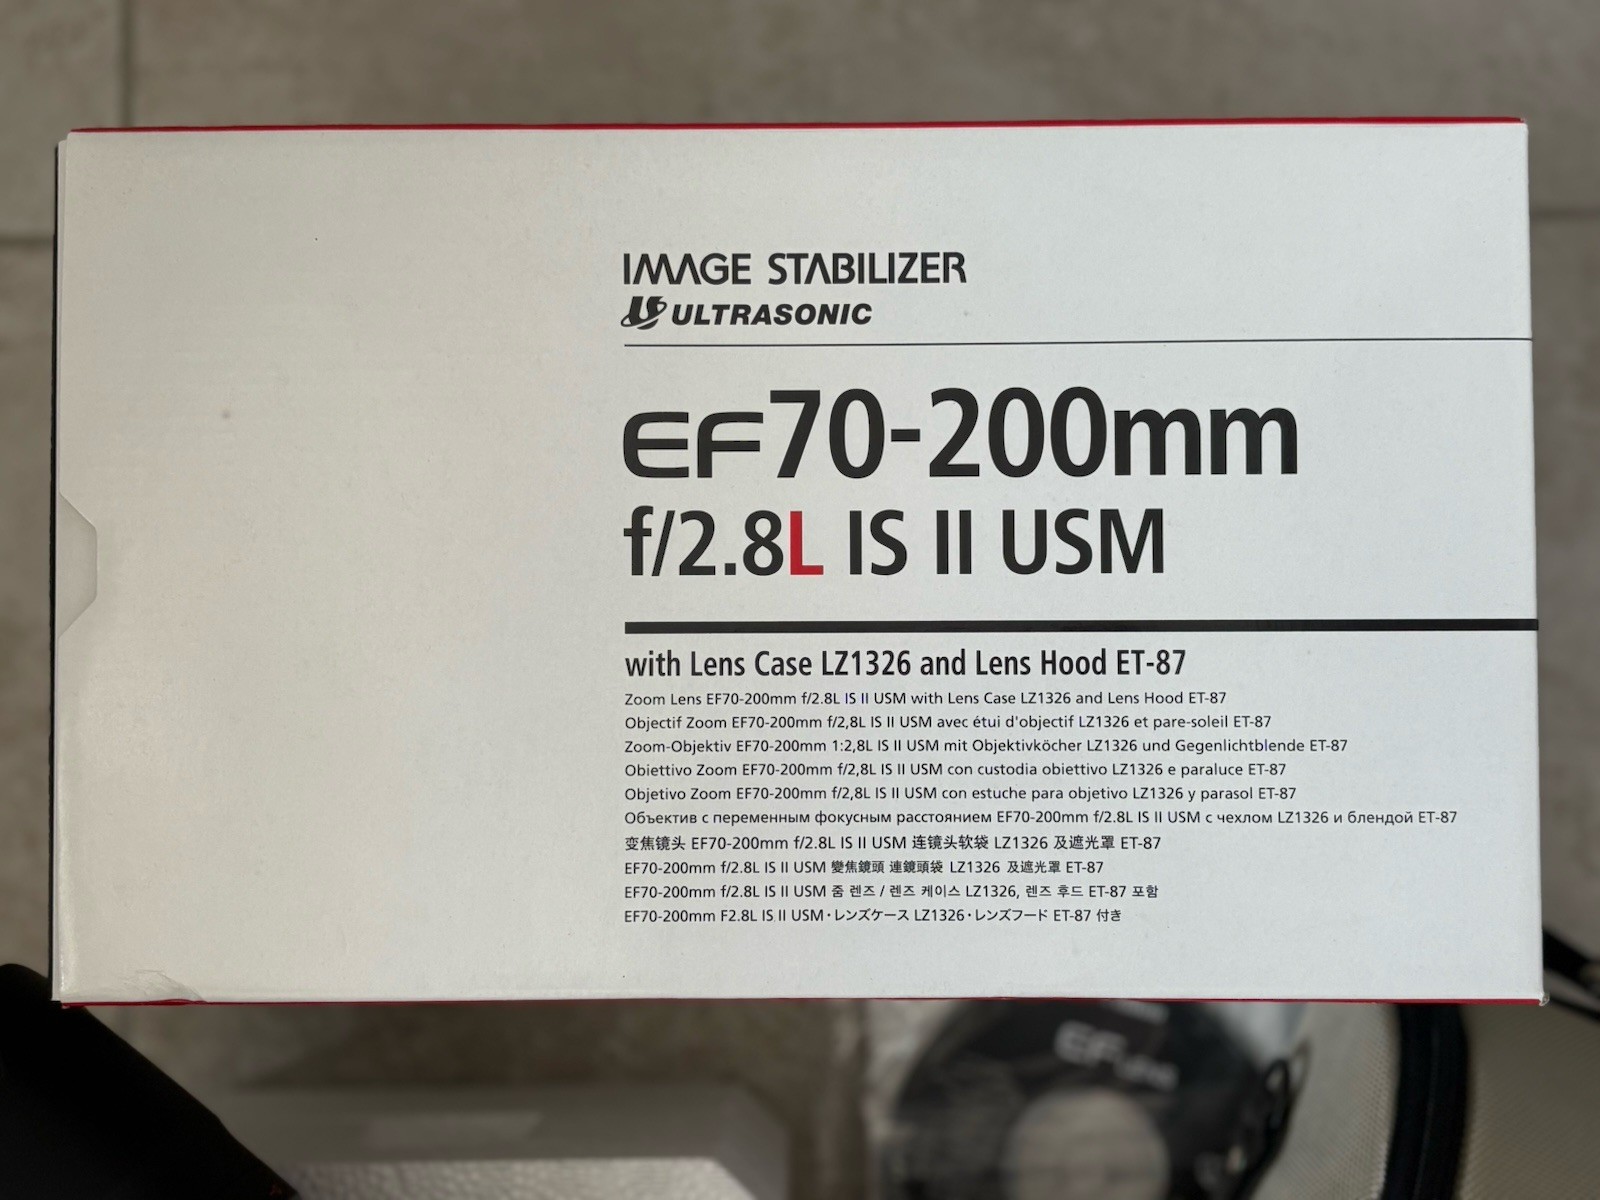 IMAGE STABILIZER
ULTRASONIC
EF70-200mm
f/2.8L IS II USM
with Lens Case LZ1326 and Lens Hood ET-87
Zoom Lens EF70-200mm f/2.8L IS II USM with Lens Case LZ1326 and Lens Hood ET-87
Objectif Zoom EF70-200mm f/2,8L IS II USM avec étui d'objectif LZ1326 et pare-soleil ET-87
Zoom-Objektiv EF70-200mm 1:2,8L IS II USM mit Objektivköcher LZ1326 und Gegenlichtblende ET-87
Obiettivo Zoom EF70-200mm f/2,8L IS II USM con custodia obiettivo LZ1326 e paraluce ET-87
Objetivo Zoom EF70-200mm f/2,8L IS II USM con estuche para objetivo LZ1326 y parasol ET-87
Объектив с переменным фокусным расстоянием EF70-200mm f/2.8L IS II USM с чехлом LZ1326 и блендой ET-87
变焦镜头 EF70-200mm f/2.8L IS II USM 连镜头软袋 LZ1326 及遮光罩 ET-87
EF70-200mm f/2.8L IS II USM 變焦鏡頭 連鏡頭袋 LZ1326 及遮光罩 ET-87
EF70-200mm f/2.8L IS II USM 줌 렌즈 / 렌즈 케이스 LZ1326, 렌즈 후드 ET-87 포함
EF70-200mm F2.8L IS II USM・レンズケース LZ1326・レンズフード ET-87 付き
EF